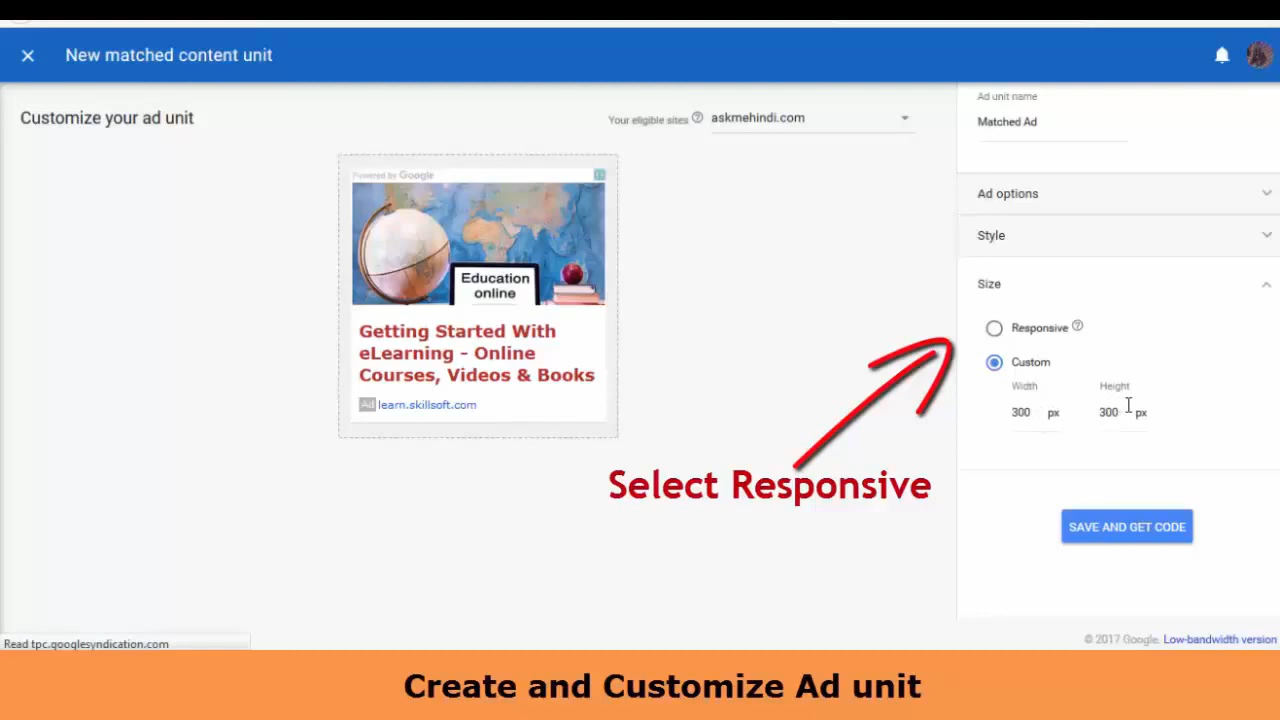 New matched content unit
Customize your ad unit
Your eligible sites
askmehindi.com
Ad unit name
Matched Ad
Powered by Google
Education
online
Getting Started With
eLearning - Online
Courses, Videos & Books
Ad learn.skillsoft.com
Ad options
Style
Size
Responsive
Custom
Width Height
300 px 300 px
Select Responsive
SAVE AND GET CODE
© 2017 Google. Low-bandwidth version
Read tpc.googlesyndication.com
Create and Customize Ad unit